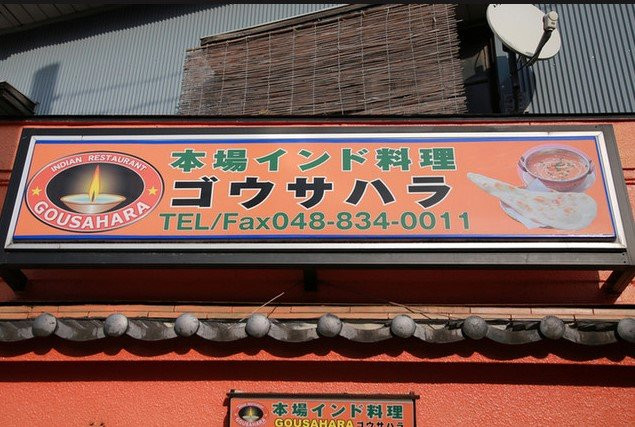 INDIAN RESTAURANT
GOUSAHARA
本場インド料理
ゴウサハラ
TEL/Fax048-834-0011
本場インド料理
GOUSAHARA ゴウサハラ